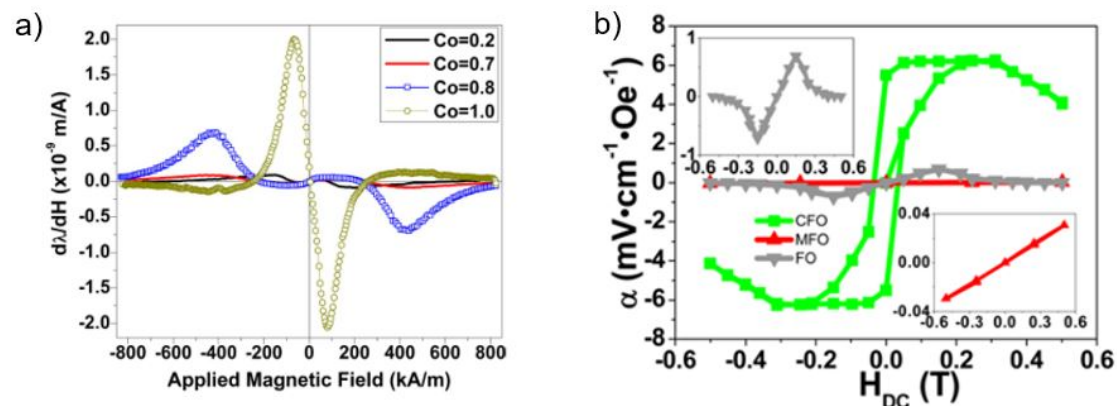 a)
dλ/dH (x10⁻⁹ m/A)
2.0
1.5
1.0
0.5
0.0
-0.5
-1.0
-1.5
-2.0
Co=0.2
Co=0.7
Co=0.8
Co=1.0
-800 -600 -400 -200 0 200 400 600 800
Applied Magnetic Field (kA/m)
b)
α (mV·cm⁻¹·Oe⁻¹)
8
6
4
2
0
-2
-4
-6
-8
1
0
-1
-0.6 -0.3 0.0 0.3 0.6
CFO
MFO
FO
0.04
0.00
-0.04
-0.6 -0.3 0.0 0.3 0.6
-0.6 -0.4 -0.2 0.0 0.2 0.4 0.6
H_DC (T)